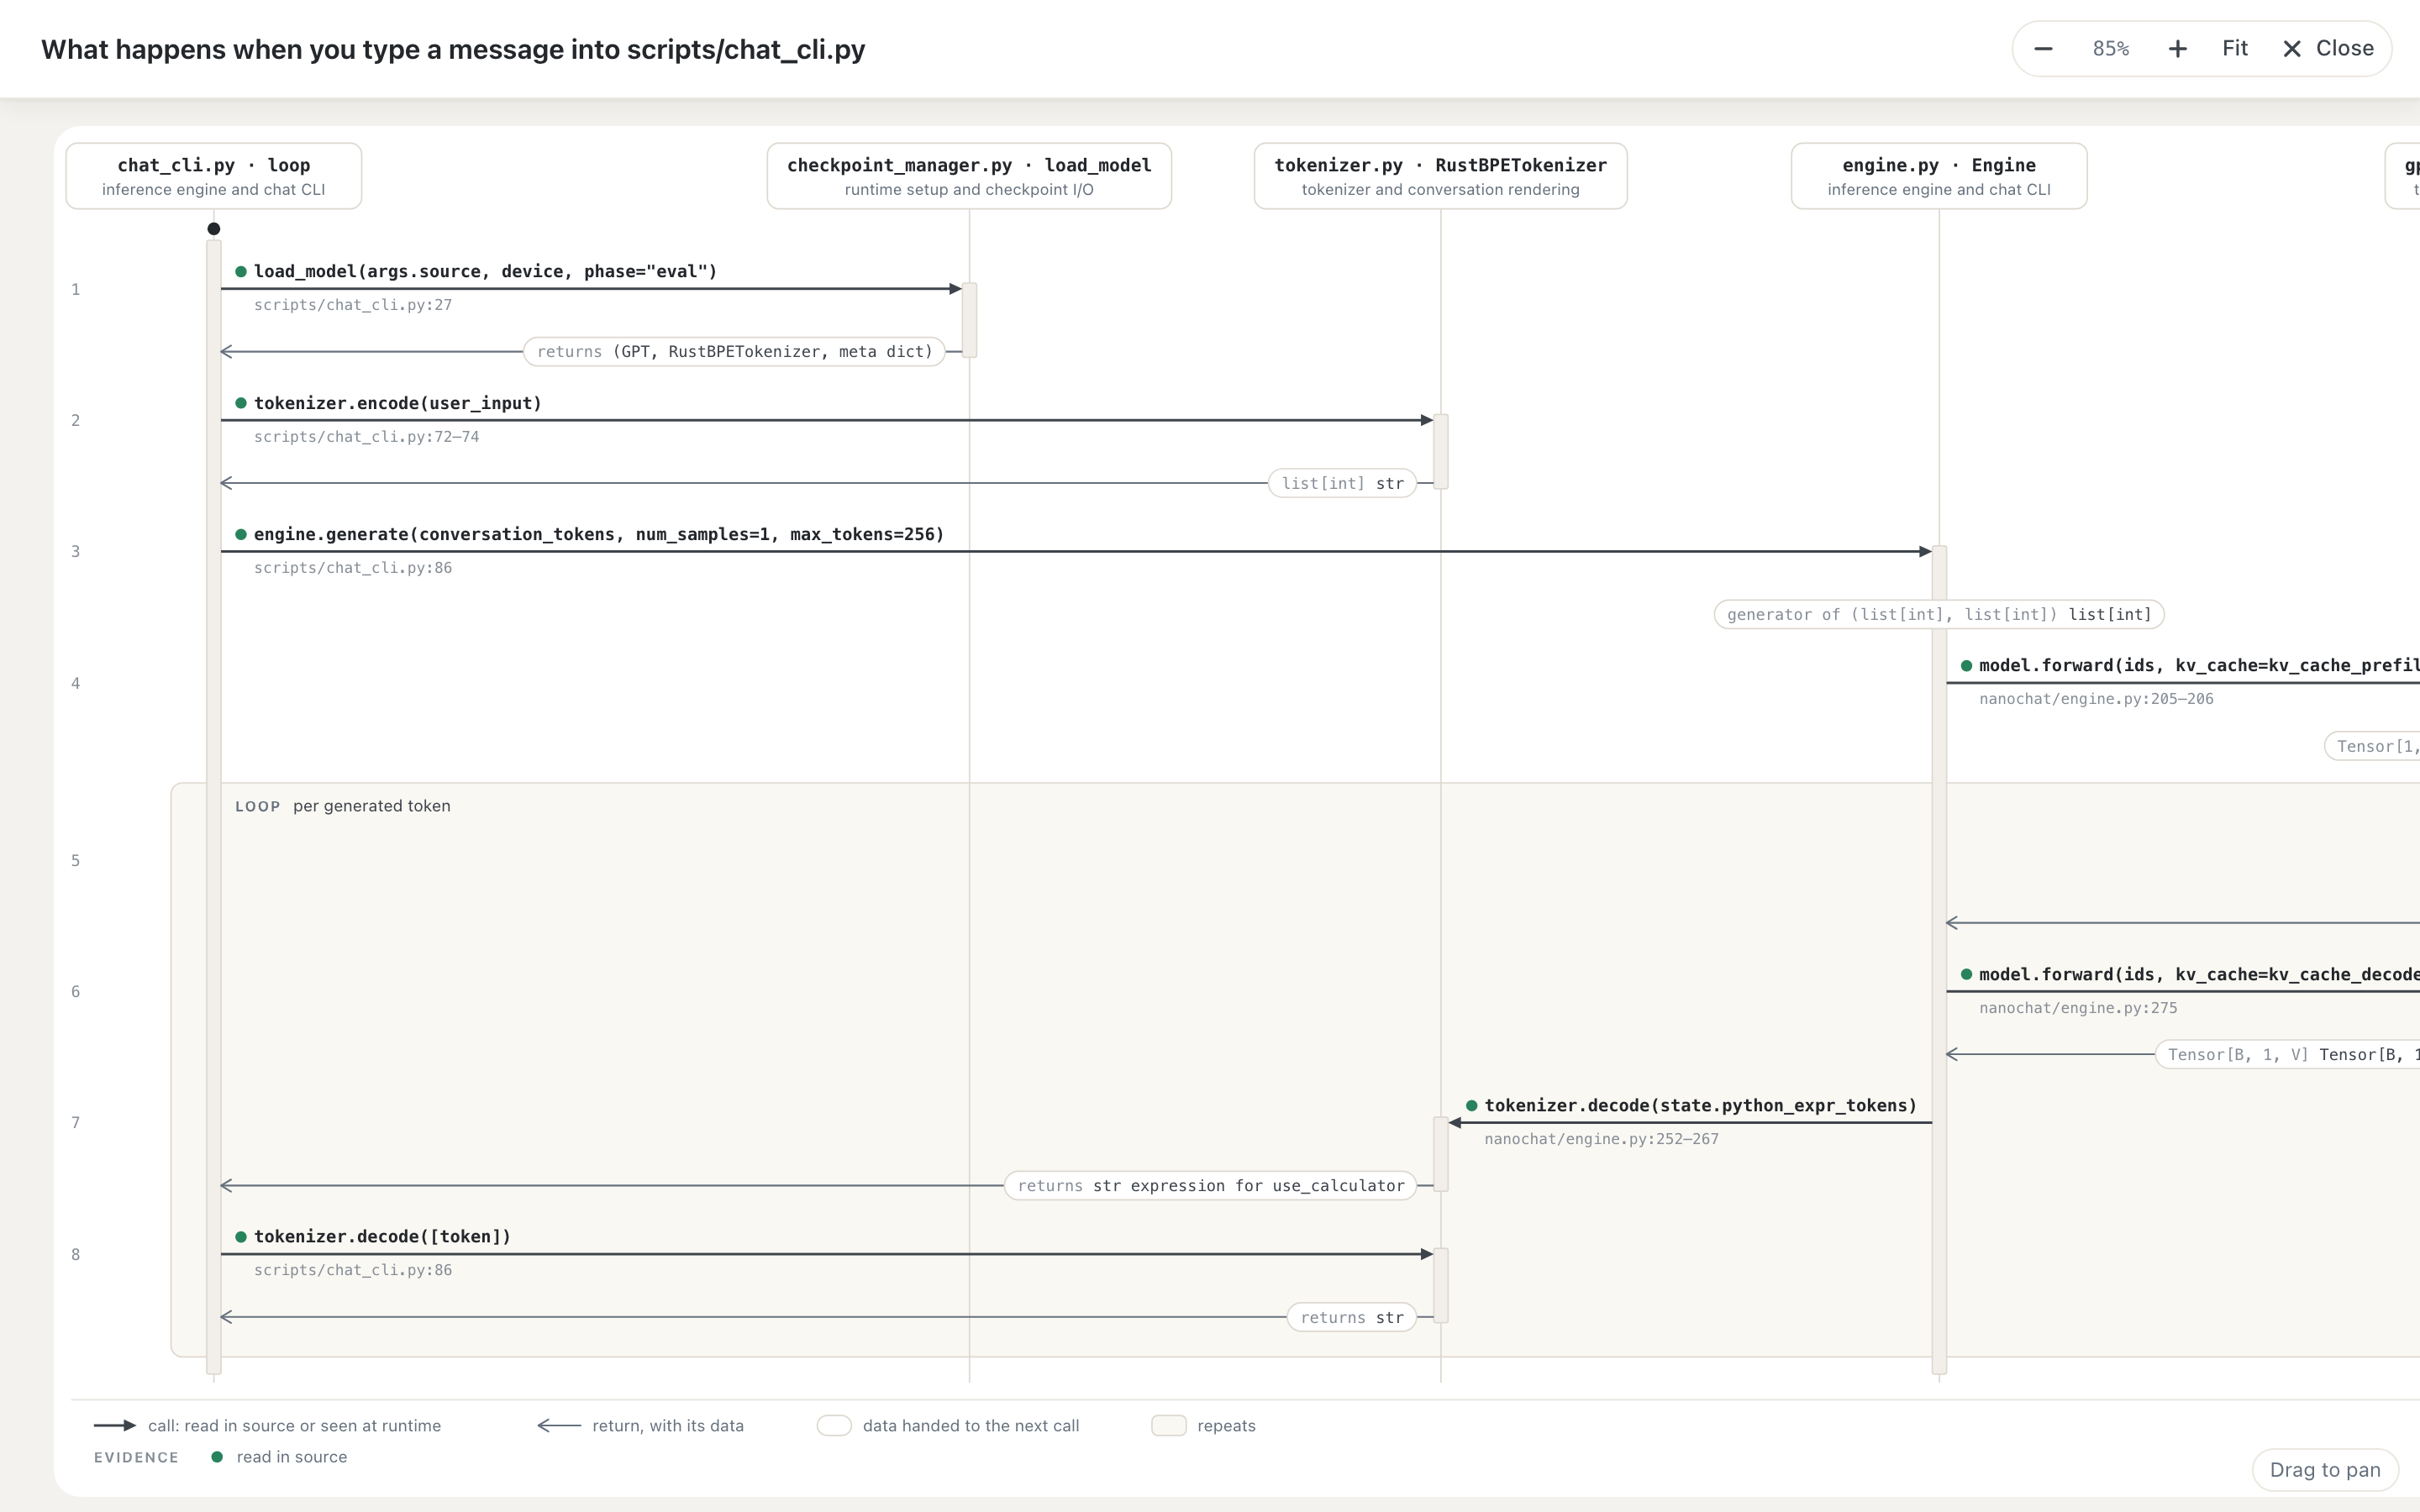 What happens when you type a message into scripts/chat_cli.py
85%
Fit
Close
chat_cli.py · loop
inference engine and chat CLI
checkpoint_manager.py · load_model
runtime setup and checkpoint I/O
tokenizer.py · RustBPETokenizer
tokenizer and conversation rendering
engine.py · Engine
inference engine and chat CLI
1
load_model(args.source, device, phase="eval")
scripts/chat_cli.py:27
returns (GPT, RustBPETokenizer, meta dict)
2
tokenizer.encode(user_input)
scripts/chat_cli.py:72–74
list[int] str
3
engine.generate(conversation_tokens, num_samples=1, max_tokens=256)
scripts/chat_cli.py:86
generator of (list[int], list[int]) list[int]
4
model.forward(ids, kv_cache=kv_cache_prefil
nanochat/engine.py:205–206
Tensor[1,
LOOP per generated token
5
6
model.forward(ids, kv_cache=kv_cache_decode
nanochat/engine.py:275
Tensor[B, 1, V] Tensor[B, 1
7
tokenizer.decode(state.python_expr_tokens)
nanochat/engine.py:252–267
returns str expression for use_calculator
8
tokenizer.decode([token])
scripts/chat_cli.py:86
returns str
call: read in source or seen at runtime
return, with its data
data handed to the next call
repeats
EVIDENCE
read in source
Drag to pan